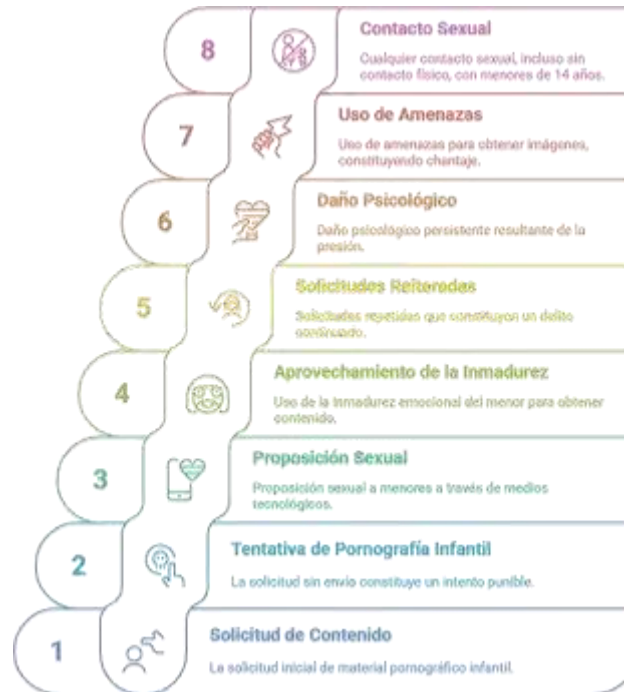 8
Contacto Sexual
Cualquier contacto sexual, incluso sin
contacto físico, con menores de 14 años.
7
Uso de Amenazas
Uso de amenazas para obtener imágenes,
constituyendo chantaje.
6
Daño Psicológico
Daño psicológico persistente resultante de la
presión.
5
Solicitudes Reiteradas
Solicitudes repetidas que constituyen un delito
continuado.
4
Aprovechamiento de la Inmadurez
Uso de la inmadurez emocional del menor para obtener
contenido.
3
Proposición Sexual
Proposición sexual a menores a través de medios
tecnológicos.
2
Tentativa de Pornografía Infantil
La solicitud sin envío constituye un intento punible.
1
Solicitud de Contenido
La solicitud inicial de material pornográfico infantil.